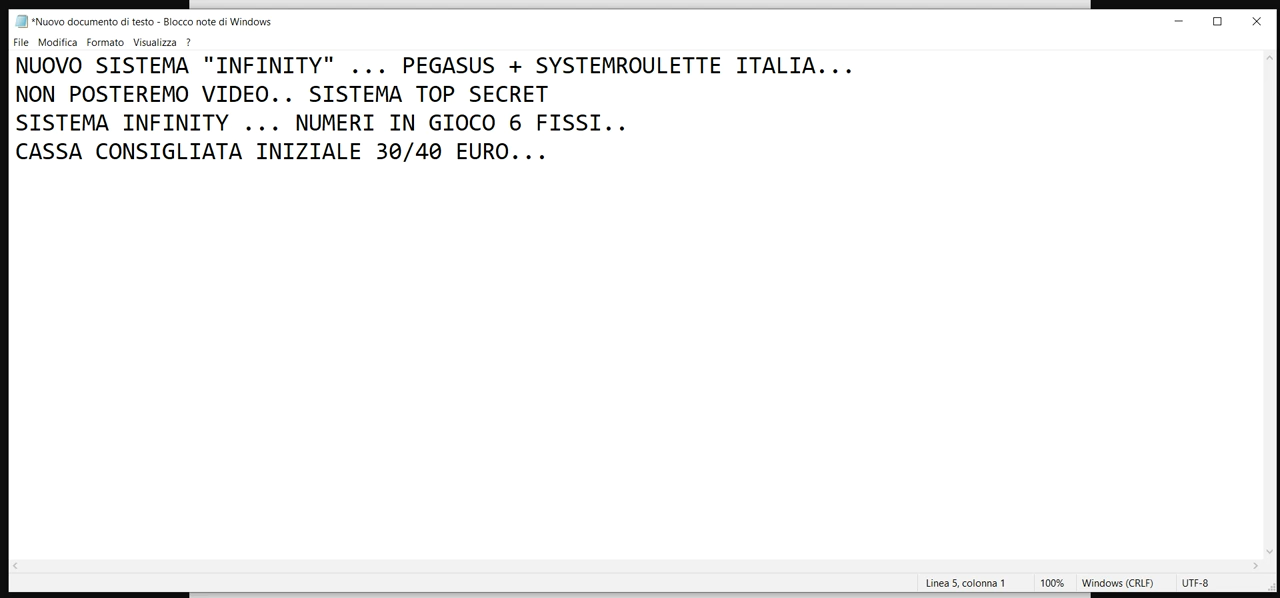 *Nuovo documento di testo - Blocco note di Windows
File Modifica Formato Visualizza ?
NUOVO SISTEMA "INFINITY" ... PEGASUS + SYSTEMROULETTE ITALIA...
NON POSTEREMO VIDEO.. SISTEMA TOP SECRET
SISTEMA INFINITY ... NUMERI IN GIOCO 6 FISSI..
CASSA CONSIGLIATA INIZIALE 30/40 EURO...
Linea 5, colonna 1 100% Windows (CRLF) UTF-8